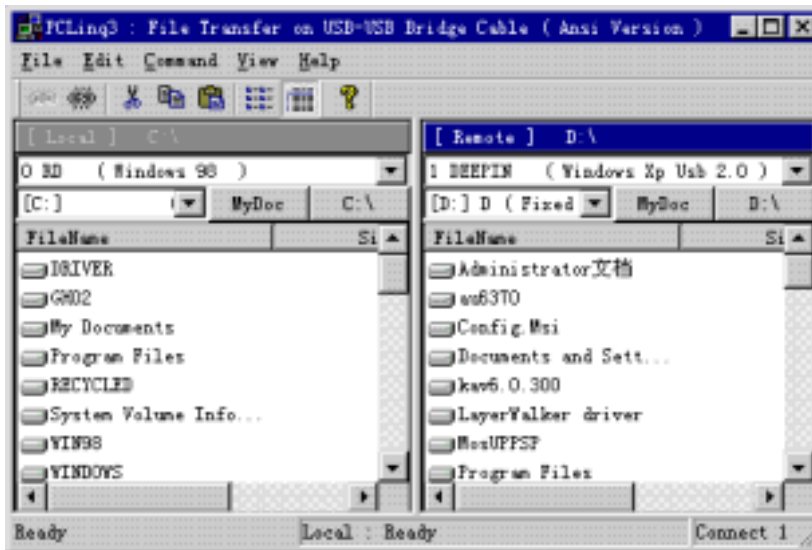 PCLinq3 : File Transfer on USB-USB Bridge Cable ( Ansi Version )
File Edit Command View Help
[ Local ] C:\
0 RD ( Windows 98 )
[C:] ( MyDoc C:\
FileName Si
DRIVER
GHO2
My Documents
Program Files
RECYCLED
System Volume Info...
WIN98
WINDOWS
[ Remote ] D:\
1 DEEPIN ( Windows Xp Usb 2.0 )
[D:] D ( Fixed MyDoc D:\
FileName Si
Administrator文档
Config.Msi
Documents and Sett...
kav6.0.300
LayerWalker driver
MosUPPSP
Program Files
Ready Local : Ready Connect 1